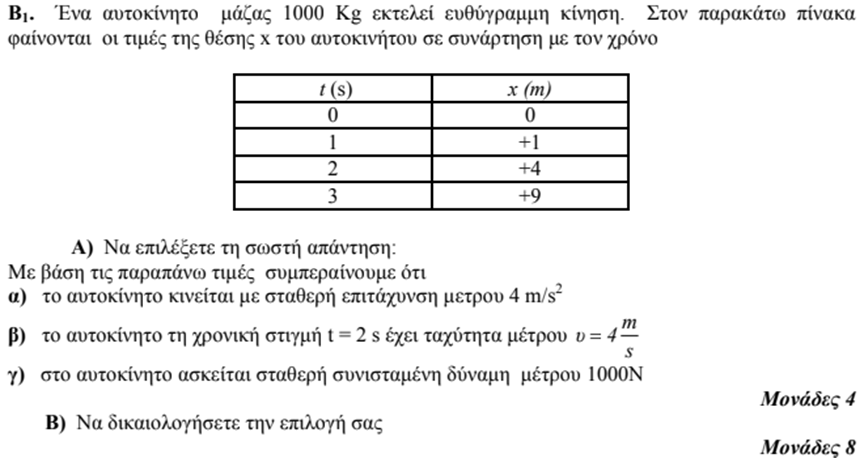 Β₁. Ένα αυτοκίνητο μάζας 1000 Kg εκτελεί ευθύγραμμη κίνηση. Στον παρακάτω πίνακα
φαίνονται οι τιμές της θέσης x του αυτοκινήτου σε συνάρτηση με τον χρόνο
t (s) x (m)
0 0
1 +1
2 +4
3 +9
Α) Να επιλέξετε τη σωστή απάντηση:
Με βάση τις παραπάνω τιμές συμπεραίνουμε ότι
α) το αυτοκίνητο κινείται με σταθερή επιτάχυνση μετρου 4 m/s²
β) το αυτοκίνητο τη χρονική στιγμή t = 2 s έχει ταχύτητα μέτρου υ = 4 m/s
γ) στο αυτοκίνητο ασκείται σταθερή συνισταμένη δύναμη μέτρου 1000N
Μονάδες 4
Β) Να δικαιολογήσετε την επιλογή σας
Μονάδες 8